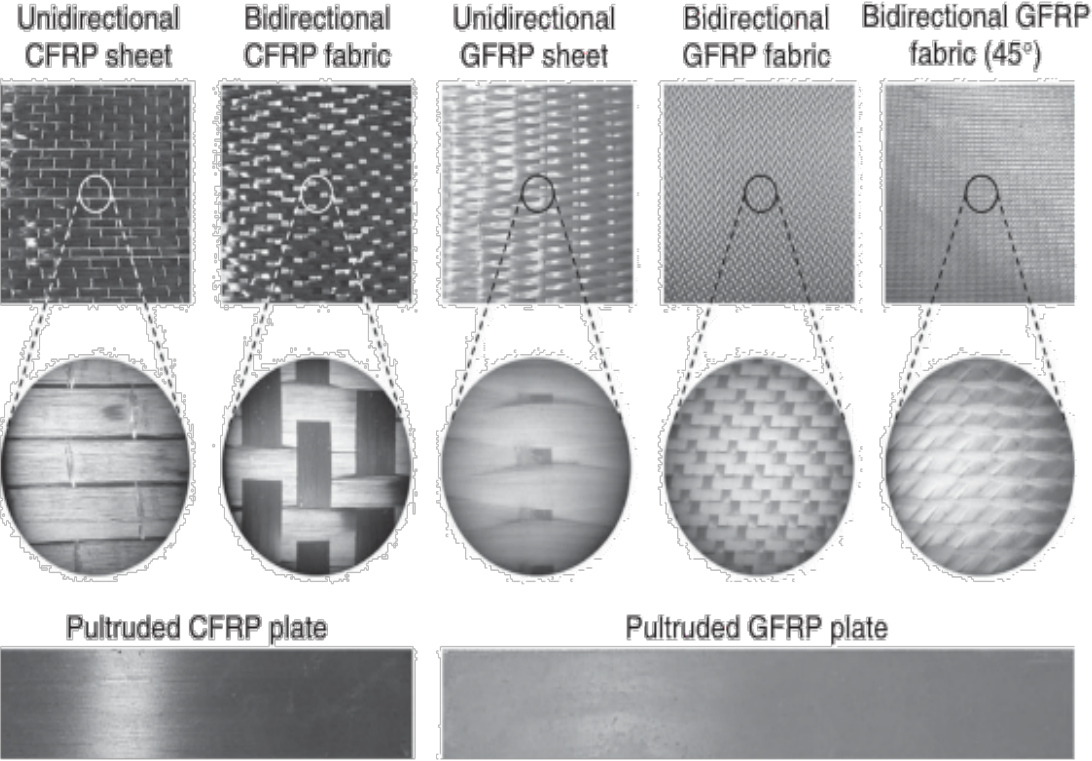 Unidirectional
CFRP sheet
Bidirectional
CFRP fabric
Unidirectional
GFRP sheet
Bidirectional
GFRP fabric
Bidirectional GFRP
fabric (45°)
Pultruded CFRP plate
Pultruded GFRP plate